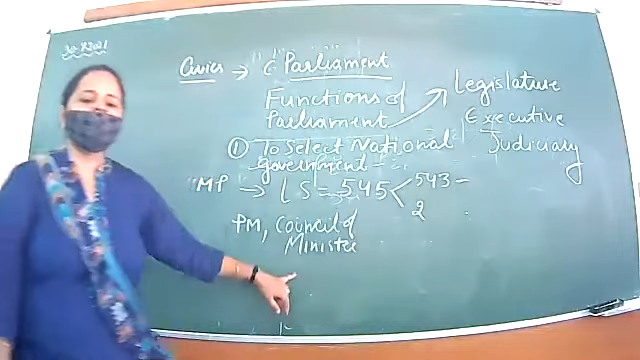 Civics → "Parliament"
Functions of
Parliament
Legislature
Executive
Judiciary
① To Select National
government -
"MP" → LS = 545 < 543 -
2
PM, Council of
Minister